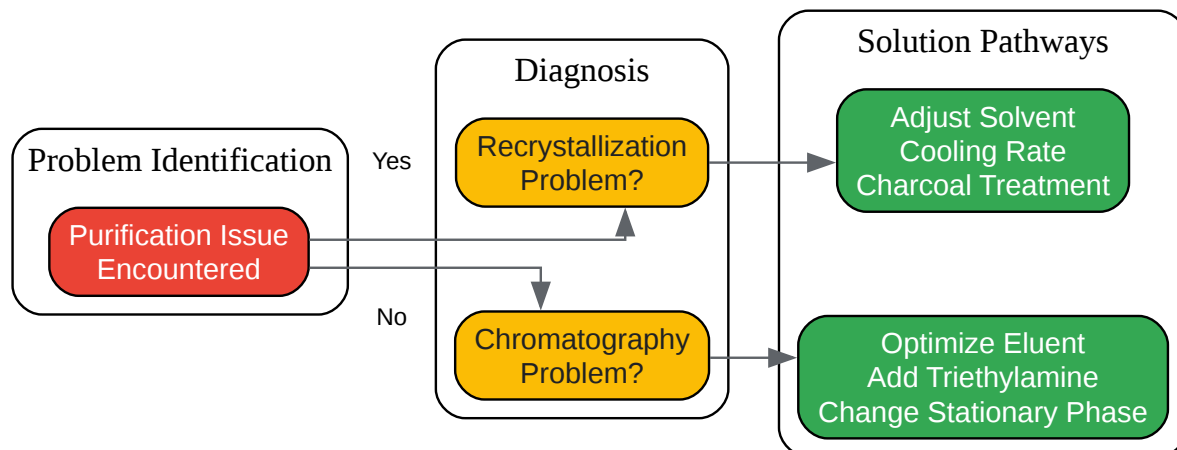 Problem Identification
Purification Issue
Encountered
Yes
No
Diagnosis
Recrystallization
Problem?
Chromatography
Problem?
Solution Pathways
Adjust Solvent
Cooling Rate
Charcoal Treatment
Optimize Eluent
Add Triethylamine
Change Stationary Phase